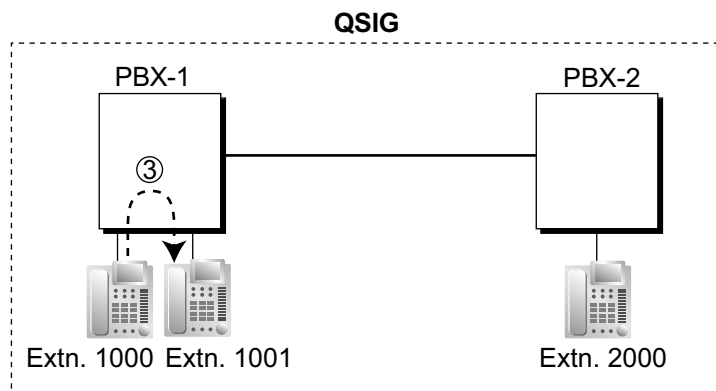 QSIG
PBX-1 PBX-2
③
Extn. 1000 Extn. 1001 Extn. 2000